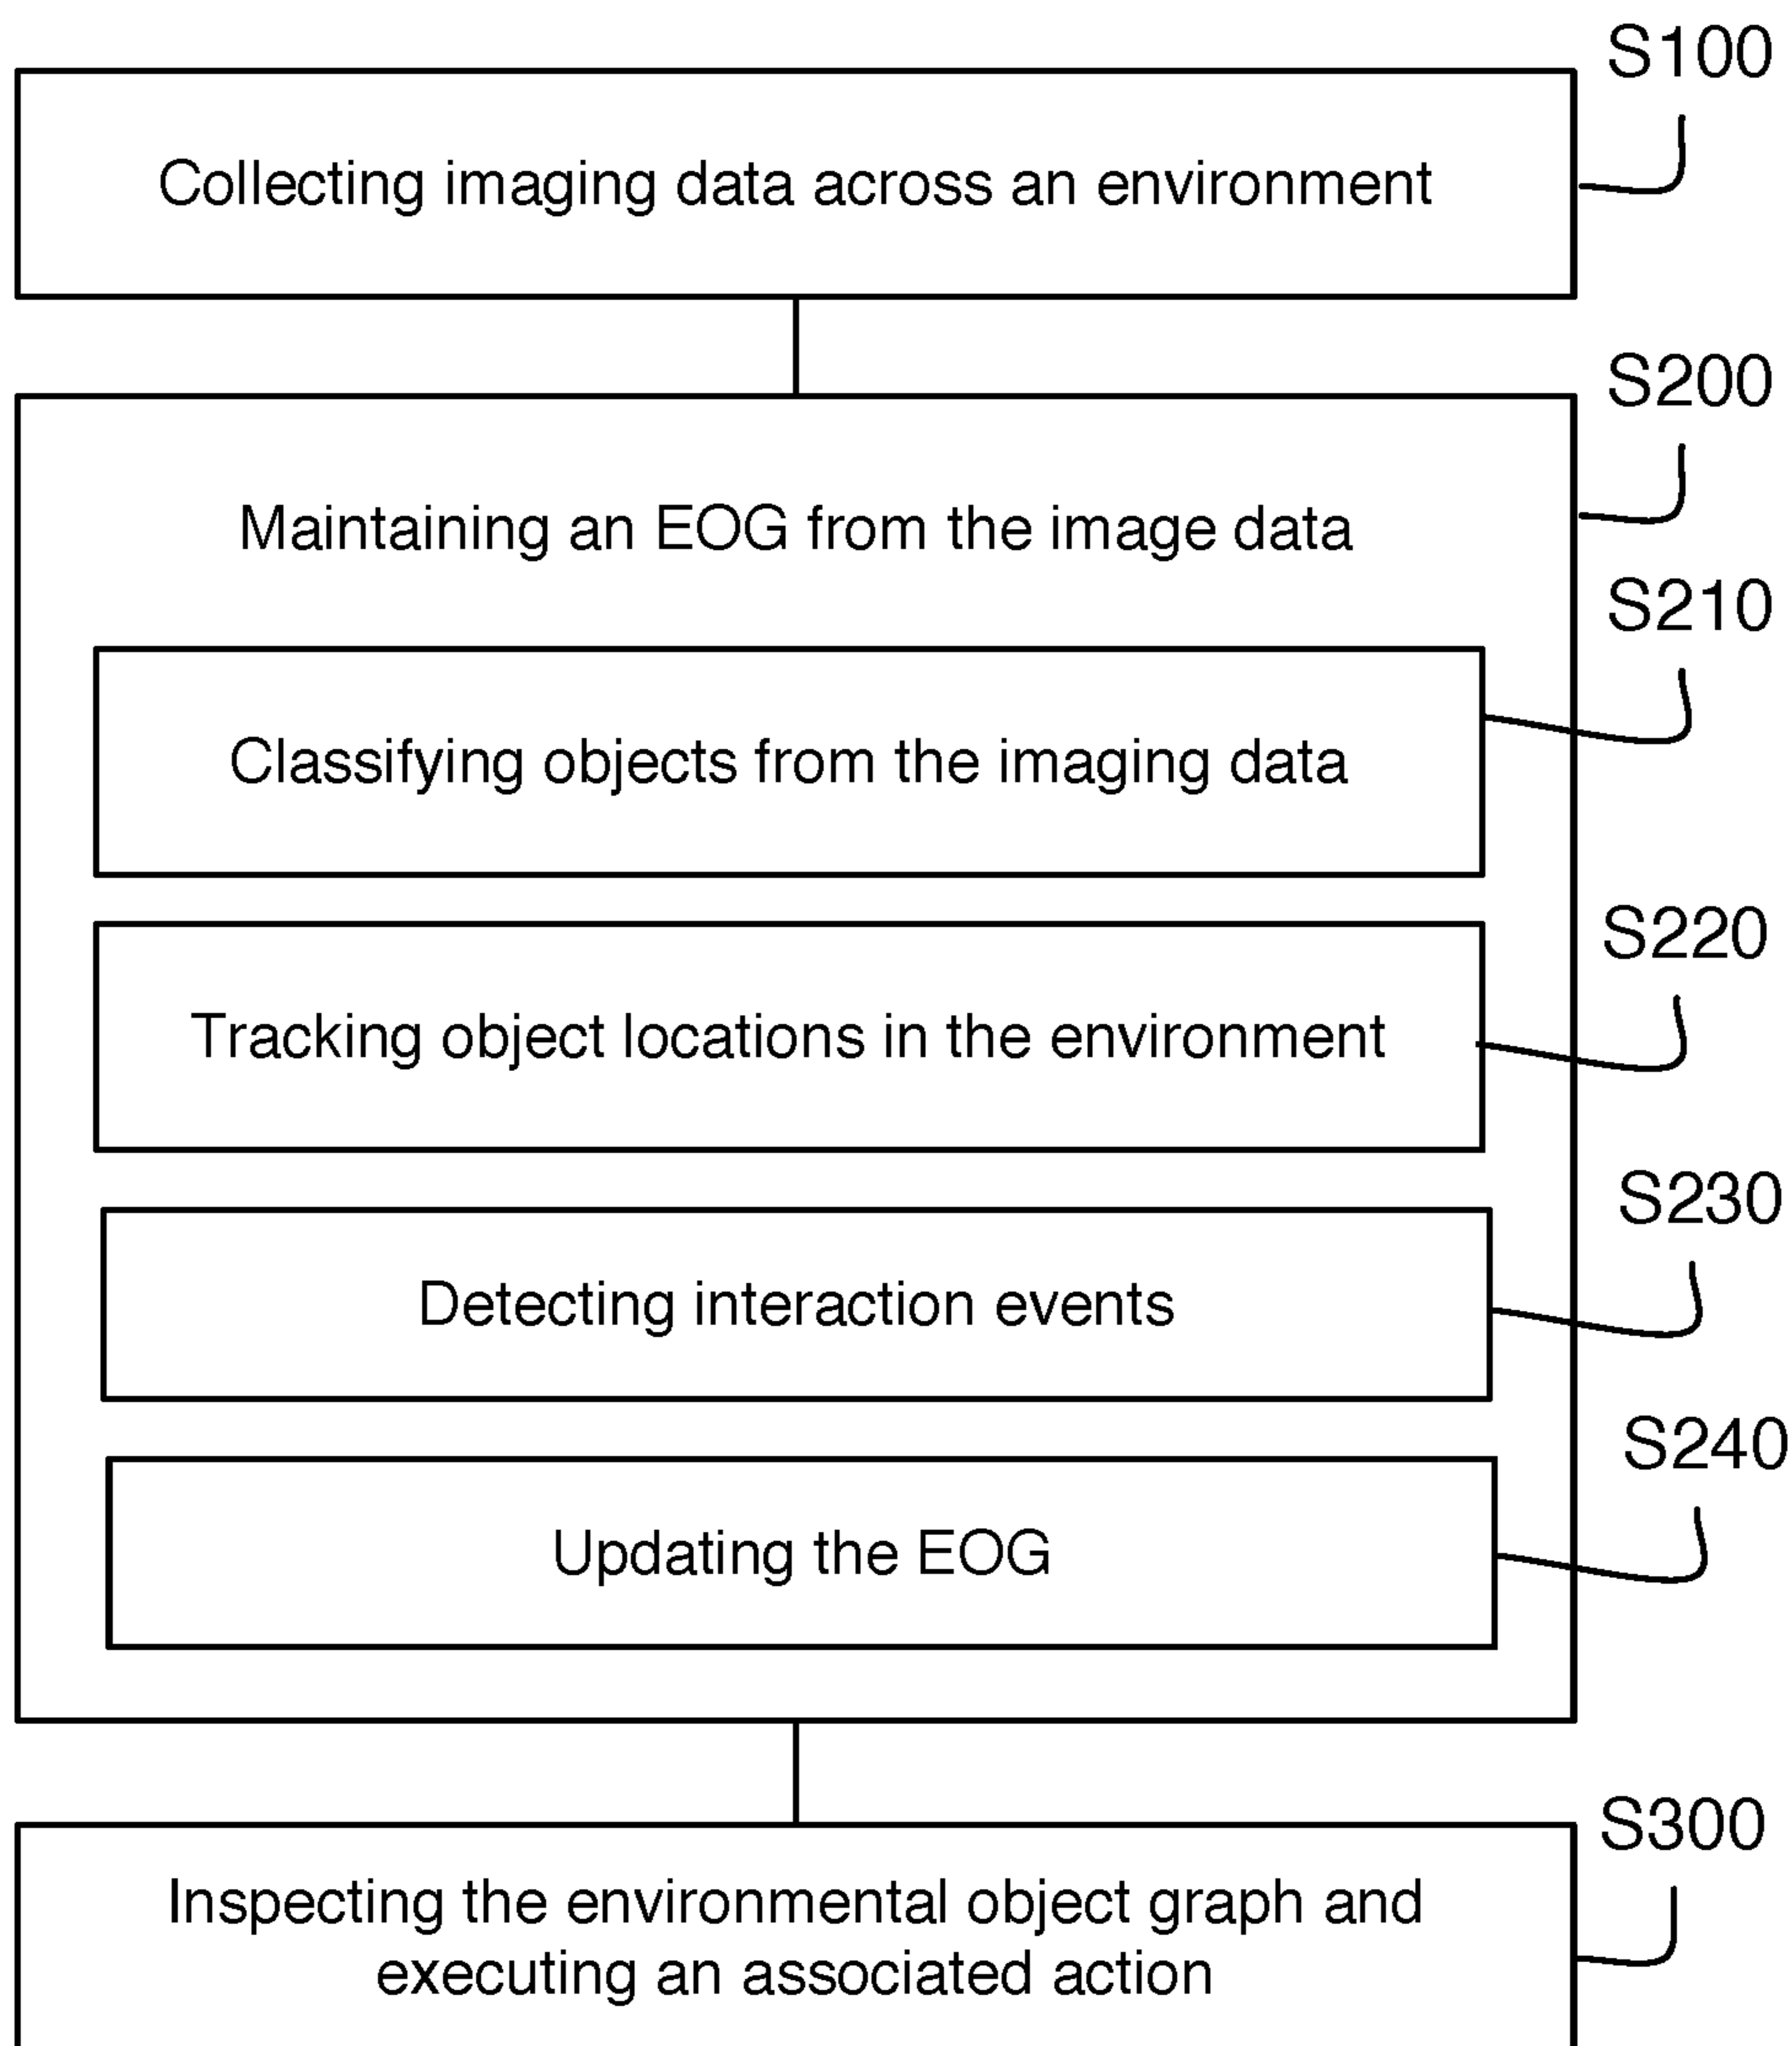 S100
Collecting imaging data across an environment
S200
Maintaining an EOG from the image data
S210
Classifying objects from the imaging data
S220
Tracking object locations in the environment
S230
Detecting interaction events
S240
Updating the EOG
S300
Inspecting the environmental object graph and
executing an associated action